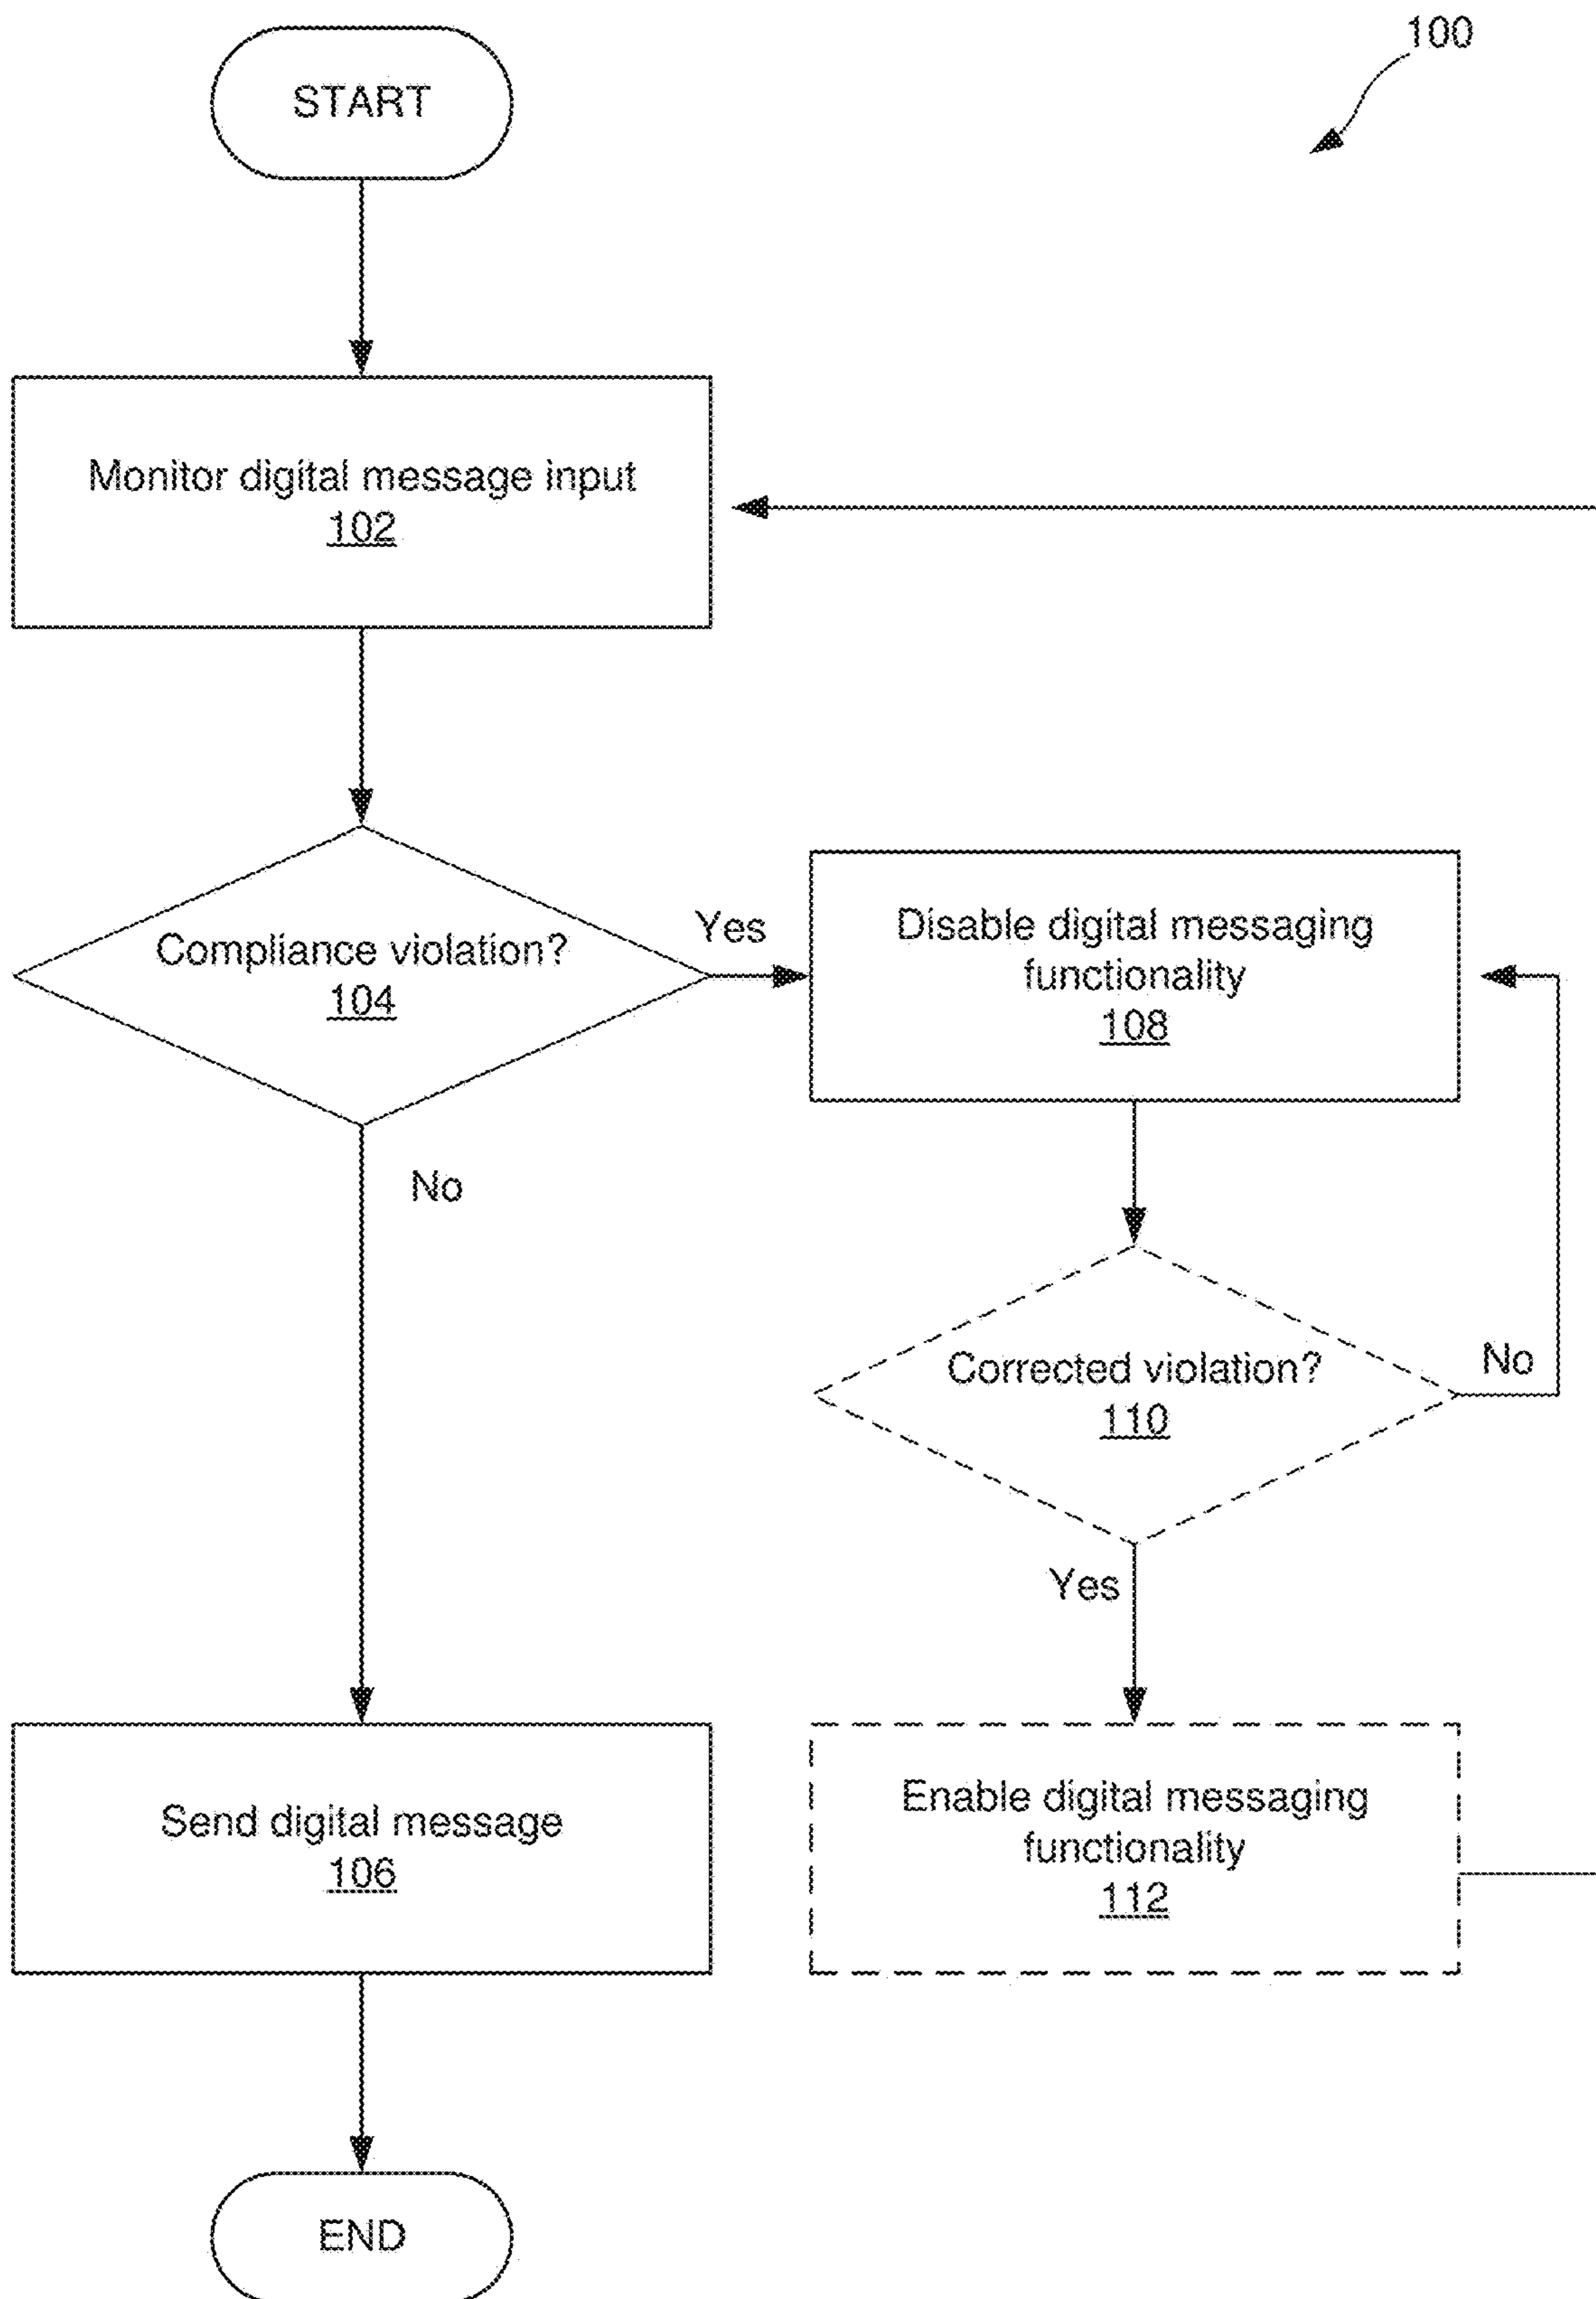 100
START
Monitor digital message input
102
Compliance violation?
104
Yes
No
Disable digital messaging
functionality
108
Corrected violation?
110
No
Yes
Send digital message
106
Enable digital messaging
functionality
112
END